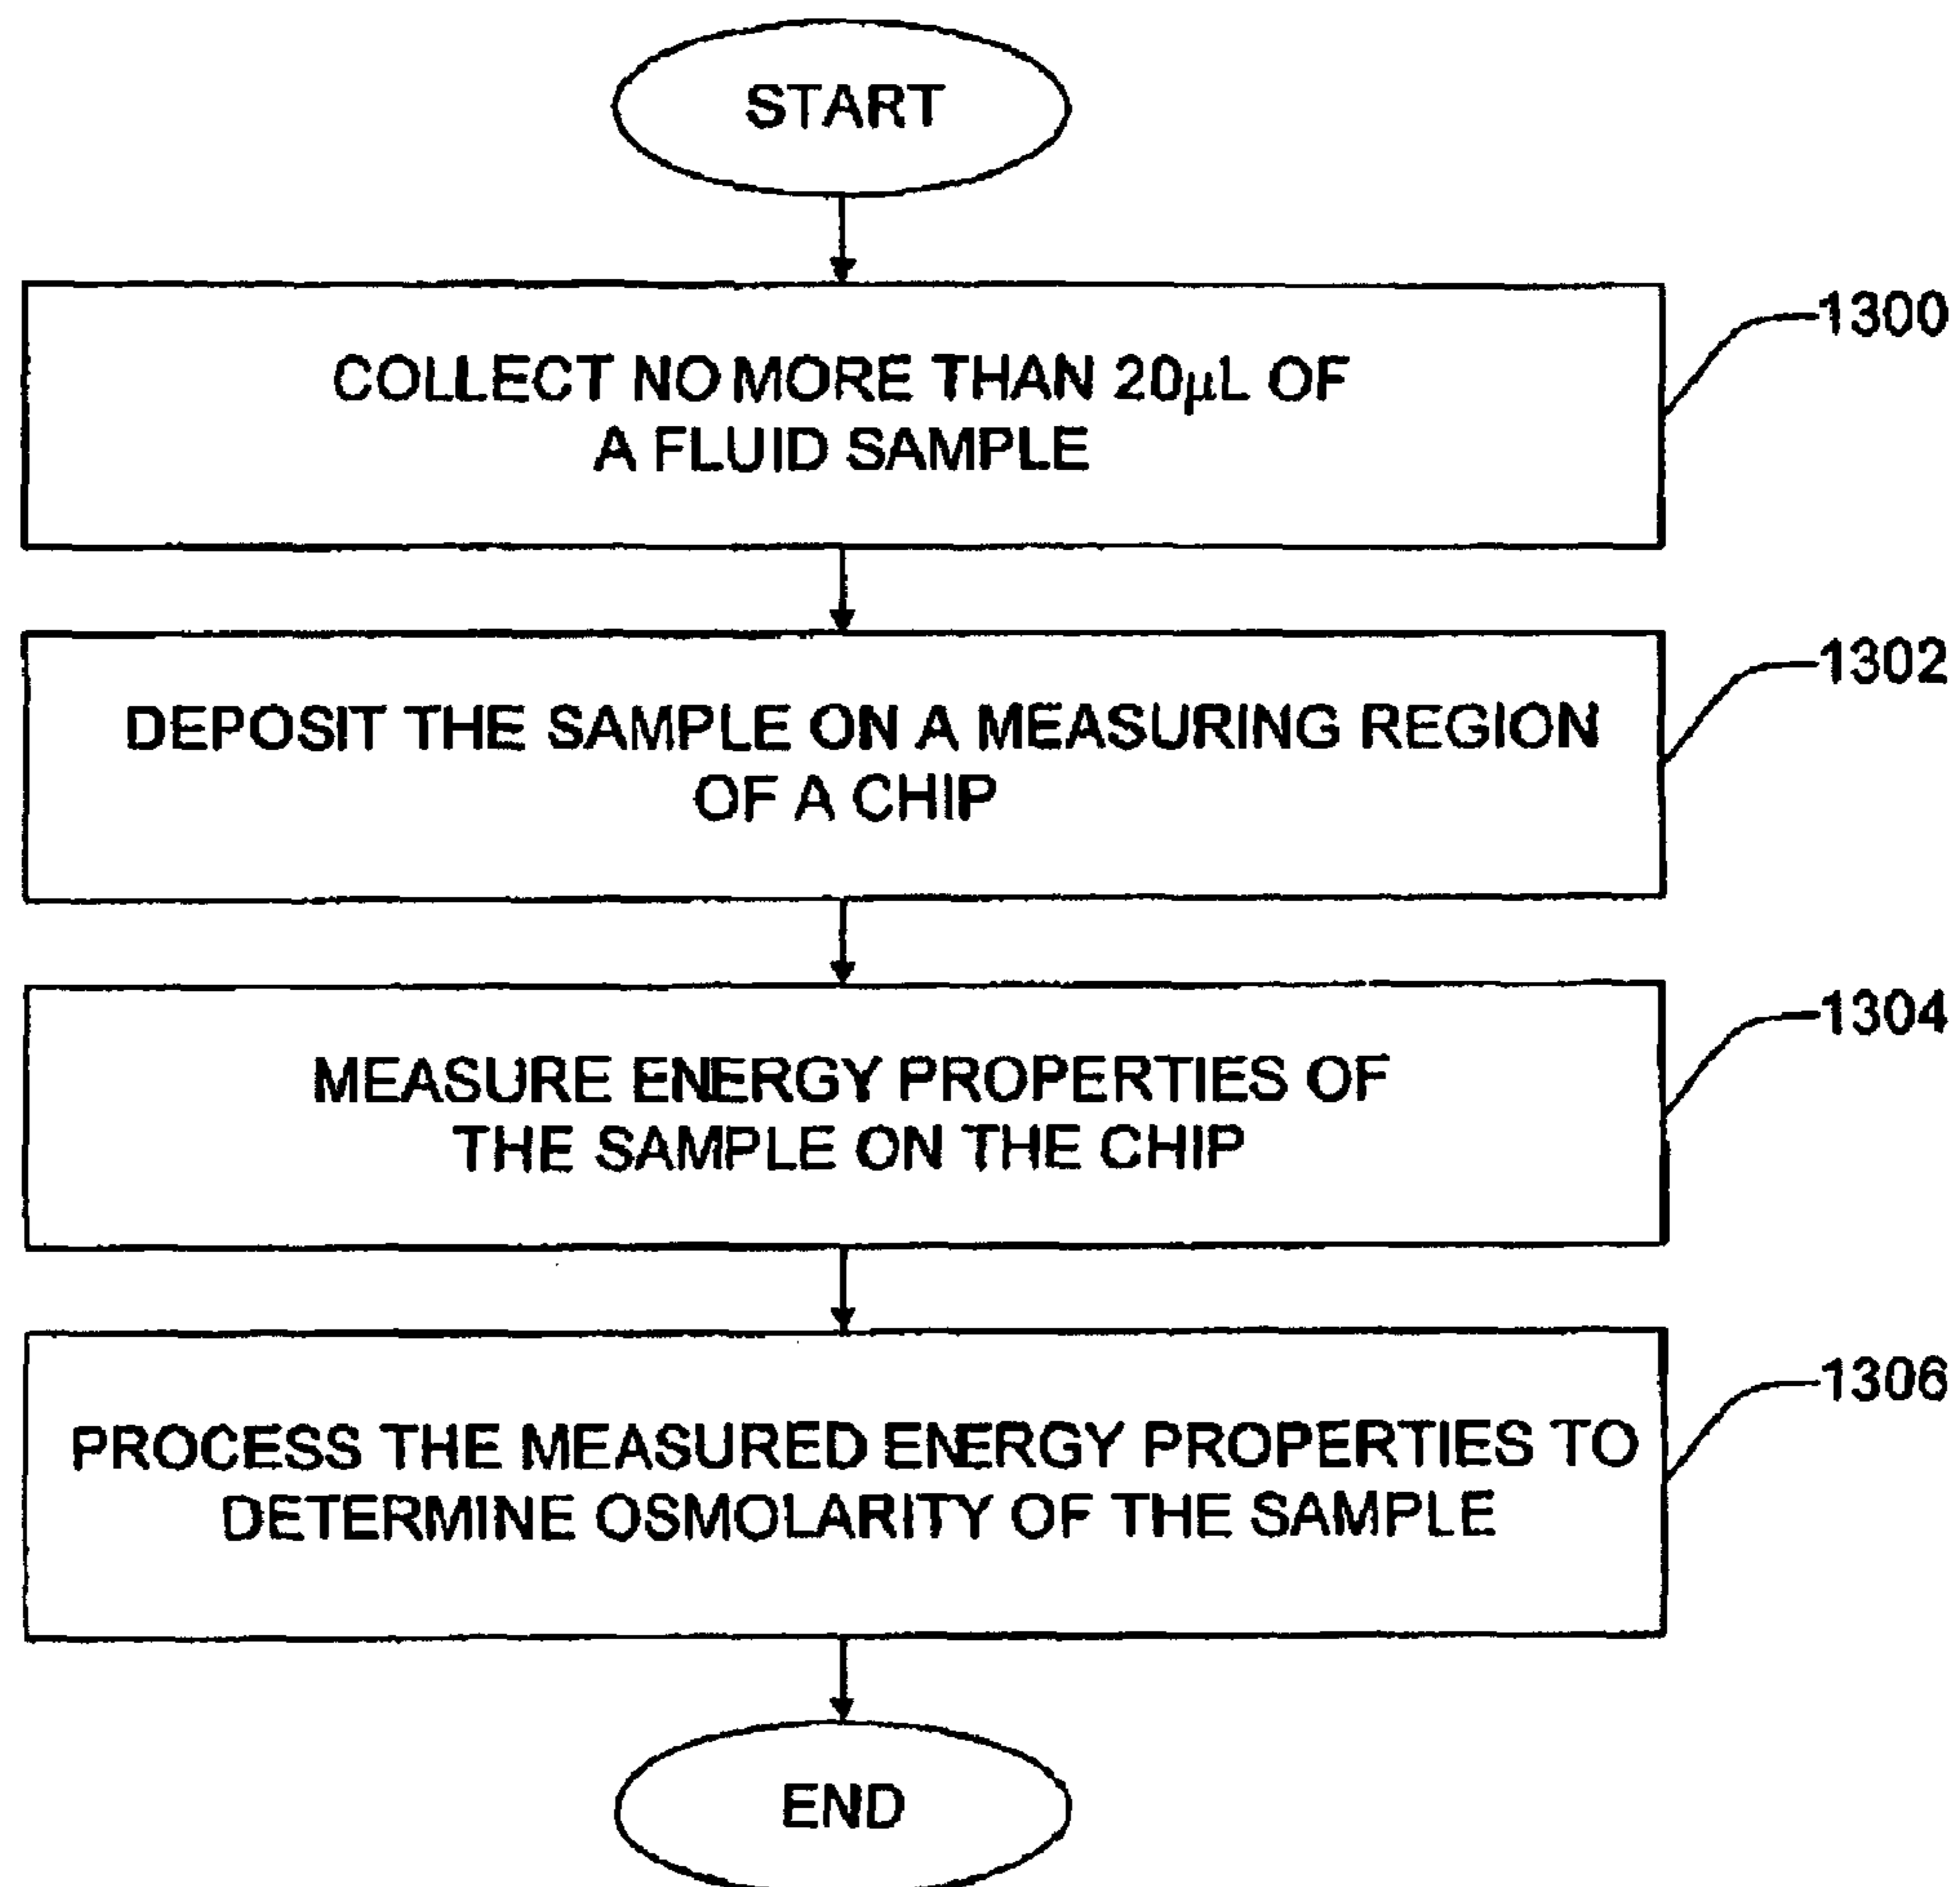 START
COLLECT NO MORE THAN 20μL OF
A FLUID SAMPLE
1300
DEPOSIT THE SAMPLE ON A MEASURING REGION
OF A CHIP
1302
MEASURE ENERGY PROPERTIES OF
THE SAMPLE ON THE CHIP
1304
PROCESS THE MEASURED ENERGY PROPERTIES TO
DETERMINE OSMOLARITY OF THE SAMPLE
1306
END